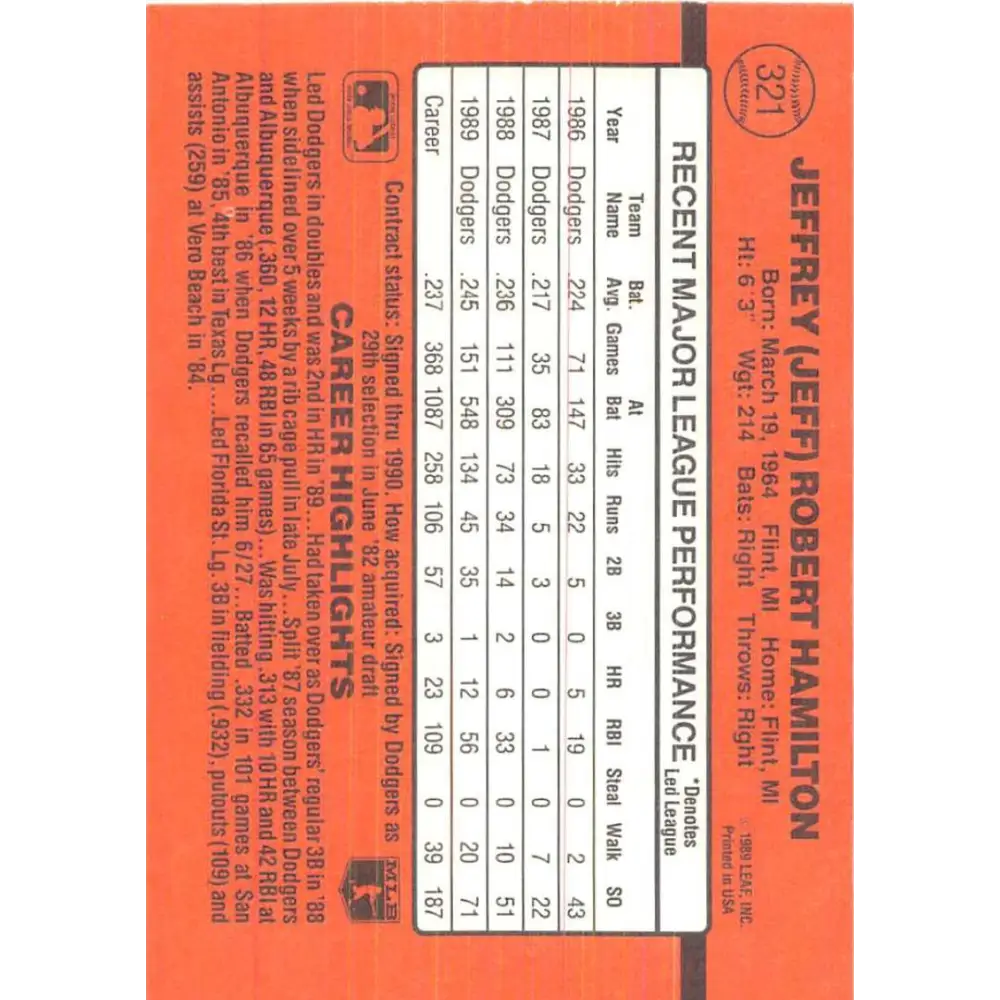 321
JEFFREY (JEFF) ROBERT HAMILTON
Born: March 19, 1964 Flint, MI Home: Flint, MI
Ht: 6'3" Wgt: 214 Bats: Right Throws: Right
© 1989 LEAF, INC.
Printed in USA
RECENT MAJOR LEAGUE PERFORMANCE *Denotes Led League
Year Team Name Bat. Avg. Games At Bat Hits Runs 2B 3B HR RBI Steal Walk SO
1986 Dodgers .224 71 147 33 22 5 0 5 19 0 2 43
1987 Dodgers .217 35 83 18 5 3 0 0 1 0 7 22
1988 Dodgers .236 111 309 73 34 14 2 6 33 0 10 51
1989 Dodgers .245 151 548 134 45 35 1 12 56 0 20 71
Career .237 368 1087 258 106 57 3 23 109 0 39 187
Contract status: Signed thru 1990. How acquired: Signed by Dodgers as
29th selection in June '82 amateur draft
MLB
CAREER HIGHLIGHTS
Led Dodgers in doubles and was 2nd in HR in '89...Had taken over as Dodgers' regular 3B in '88
when sidelined over 5 weeks by a rib cage pull in late July...Split '87 season between Dodgers
and Albuquerque (.360, 12 HR, 48 RBI in 65 games)...Was hitting .313 with 10 HR and 42 RBI at
Albuquerque in '86 when Dodgers recalled him 6/27...Batted .332 in 101 games at San
Antonio in '85, 4th best in Texas Lg...Led Florida St. Lg. 3B in fielding (.932), putouts (109) and
assists (259) at Vero Beach in '84.